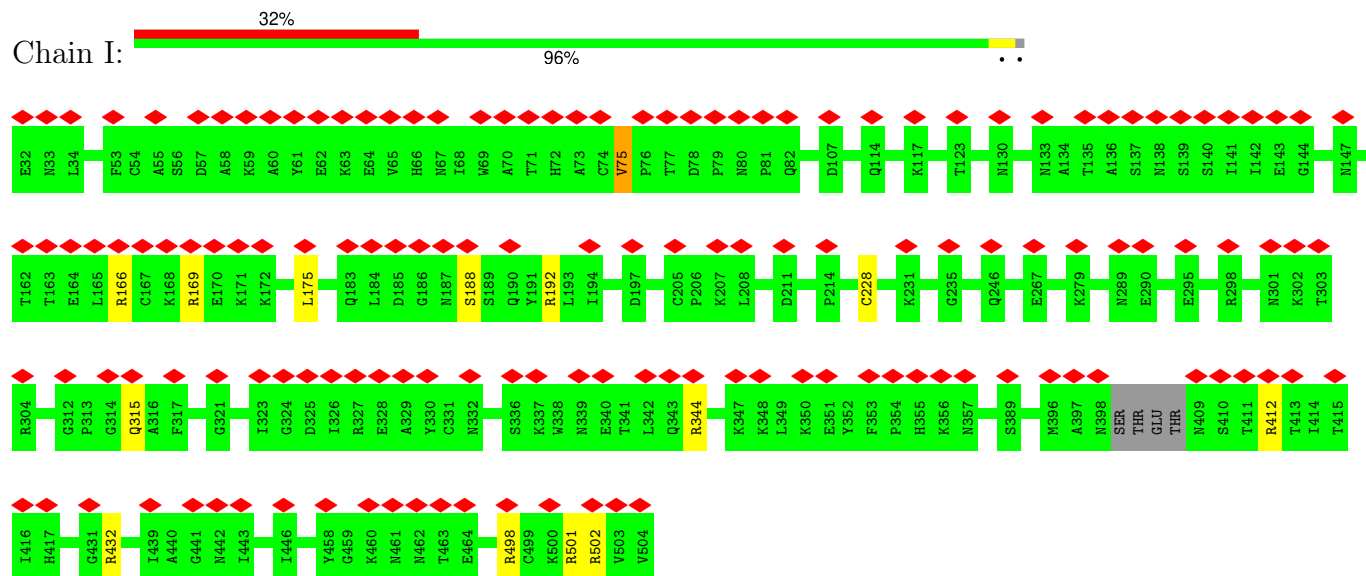 32%
Chain I:
96%
• •
E32 N33 L34 F53 C54 A55 S56 D57 A58 K59 A60 Y61 E62 K63 E64 V65 H66 N67 I68 W69 A70 T71 H72 A73 C74 V75 P76 T77 D78 P79 N80 P81 Q82 D107 Q114 K117 T123 N130 N133 A134 T135 A136 S137 N138 S139 S140 I141 I142 E143 G144 N147
T162 T163 E164 L165 R166 C167 K168 R169 E170 K171 K172 L175 Q183 L184 D185 G186 N187 S188 S189 Q190 Y191 R192 L193 I194 D197 C205 P206 K207 L208 D211 P214 C228 K231 G235 Q246 E267 K279 N289 E290 E295 R298 N301 K302 T303
R304 G312 P313 G314 Q315 A316 F317 G321 I323 G324 D325 I326 R327 E328 A329 Y330 C331 N332 S336 K337 W338 N339 E340 T341 L342 Q343 R344 K347 K348 L349 K350 E351 Y352 F353 P354 H355 K356 N357 S389 M396 A397 N398 SER THR GLU THR N409 S410 T411 R412 T413 I414 T415
I416 H417 G431 R432 I439 A440 G441 N442 I443 I446 Y458 G459 K460 N461 N462 T463 E464 R498 C499 K500 R501 R502 V503 V504